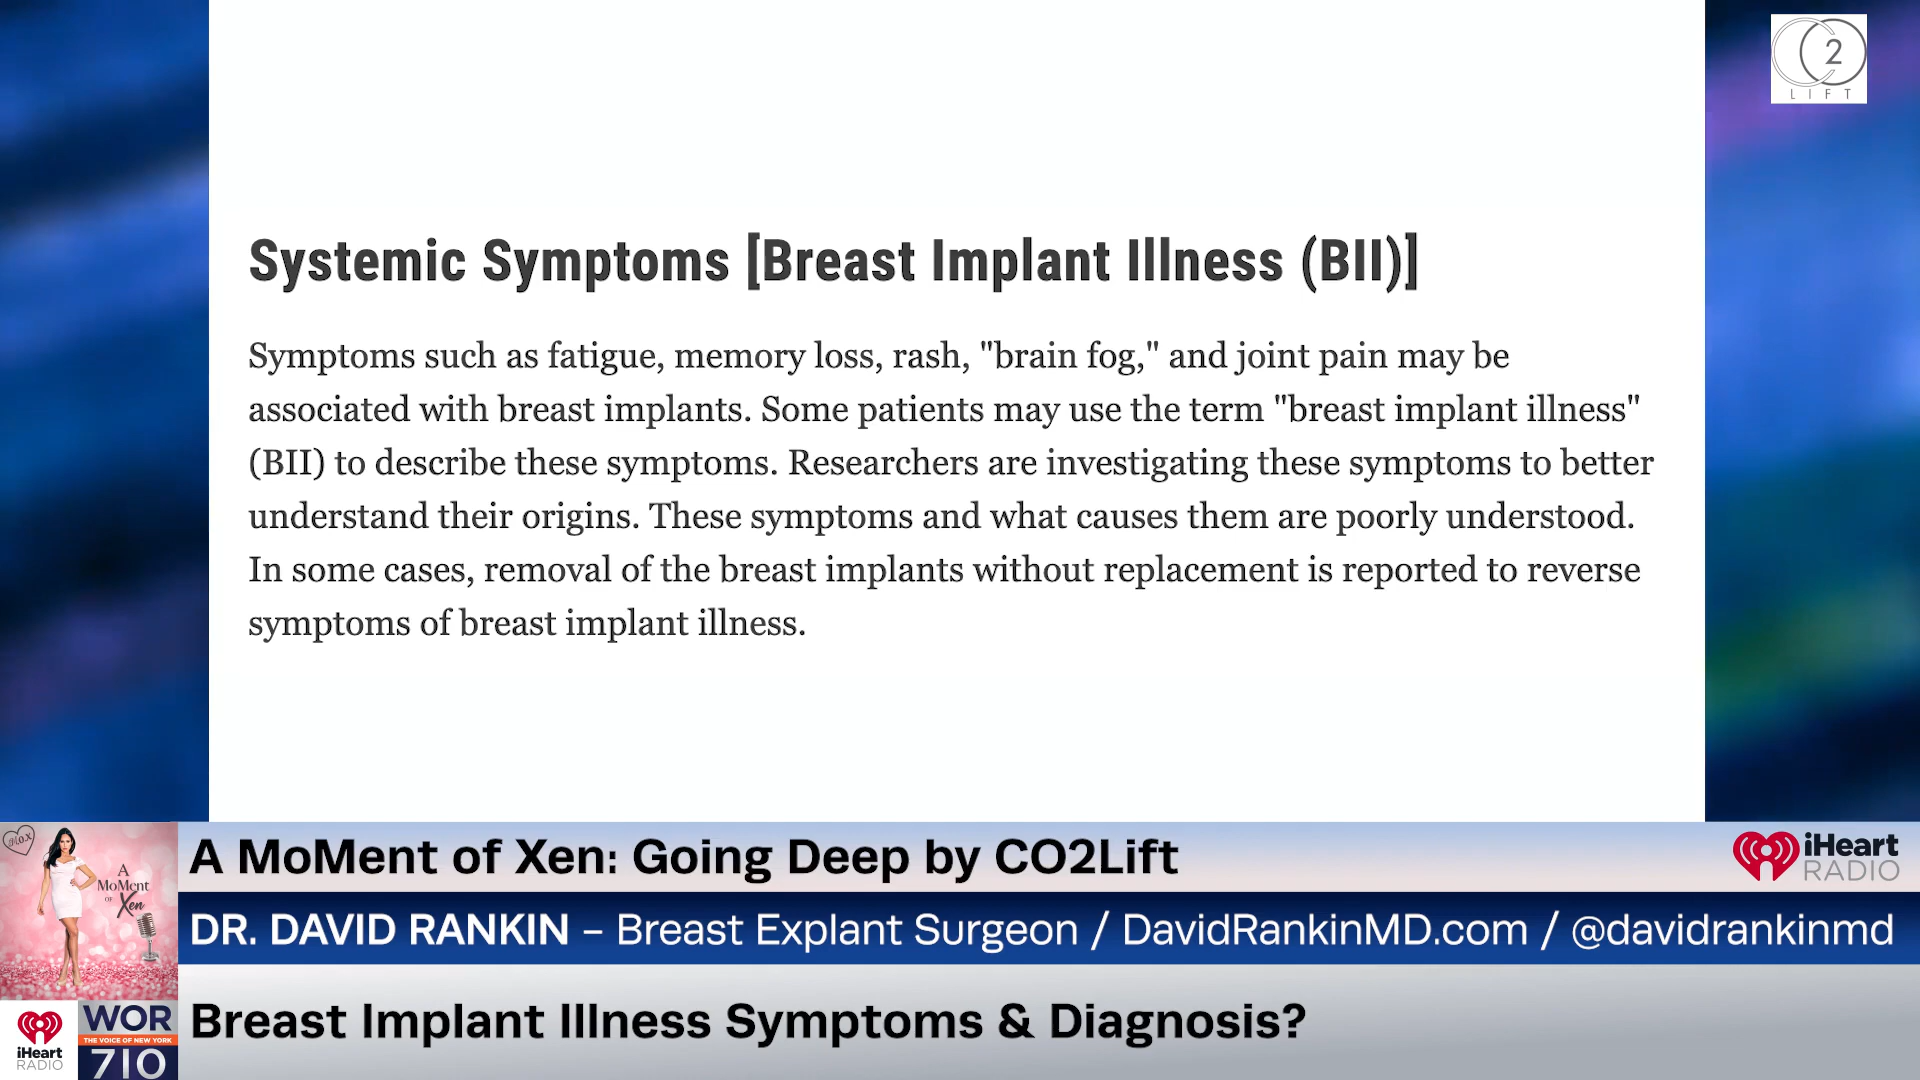 CO2
LIFT
Systemic Symptoms [Breast Implant Illness (BII)]
Symptoms such as fatigue, memory loss, rash, "brain fog," and joint pain may be
associated with breast implants. Some patients may use the term "breast implant illness"
(BII) to describe these symptoms. Researchers are investigating these symptoms to better
understand their origins. These symptoms and what causes them are poorly understood.
In some cases, removal of the breast implants without replacement is reported to reverse
symptoms of breast implant illness.
A MoMent of Xen: Going Deep by CO2Lift
iHeart
RADIO
DR. DAVID RANKIN – Breast Explant Surgeon / DavidRankinMD.com / @davidrankinmd
Breast Implant Illness Symptoms & Diagnosis?
M.O.X
A
MoMent
OF
Xen
iHeart
RADIO
WOR
THE VOICE OF NEW YORK
710